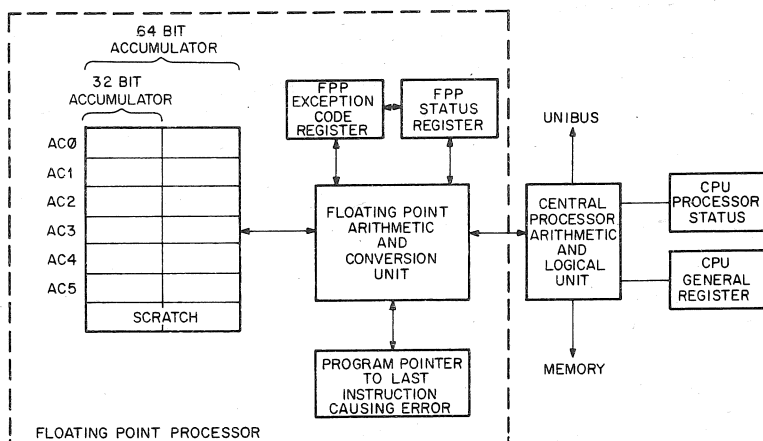 64 BIT
ACCUMULATOR
32 BIT
ACCUMULATOR
ACØ
AC1
AC2
AC3
AC4
AC5
SCRATCH
FPP
EXCEPTION
CODE
REGISTER
FPP
STATUS
REGISTER
FLOATING POINT
ARITHMETIC
AND
CONVERSION
UNIT
PROGRAM POINTER
TO LAST
INSTRUCTION
CAUSING ERROR
FLOATING POINT PROCESSOR
UNIBUS
CENTRAL
PROCESSOR
ARITHMETIC
AND
LOGICAL
UNIT
MEMORY
CPU
PROCESSOR
STATUS
CPU
GENERAL
REGISTER